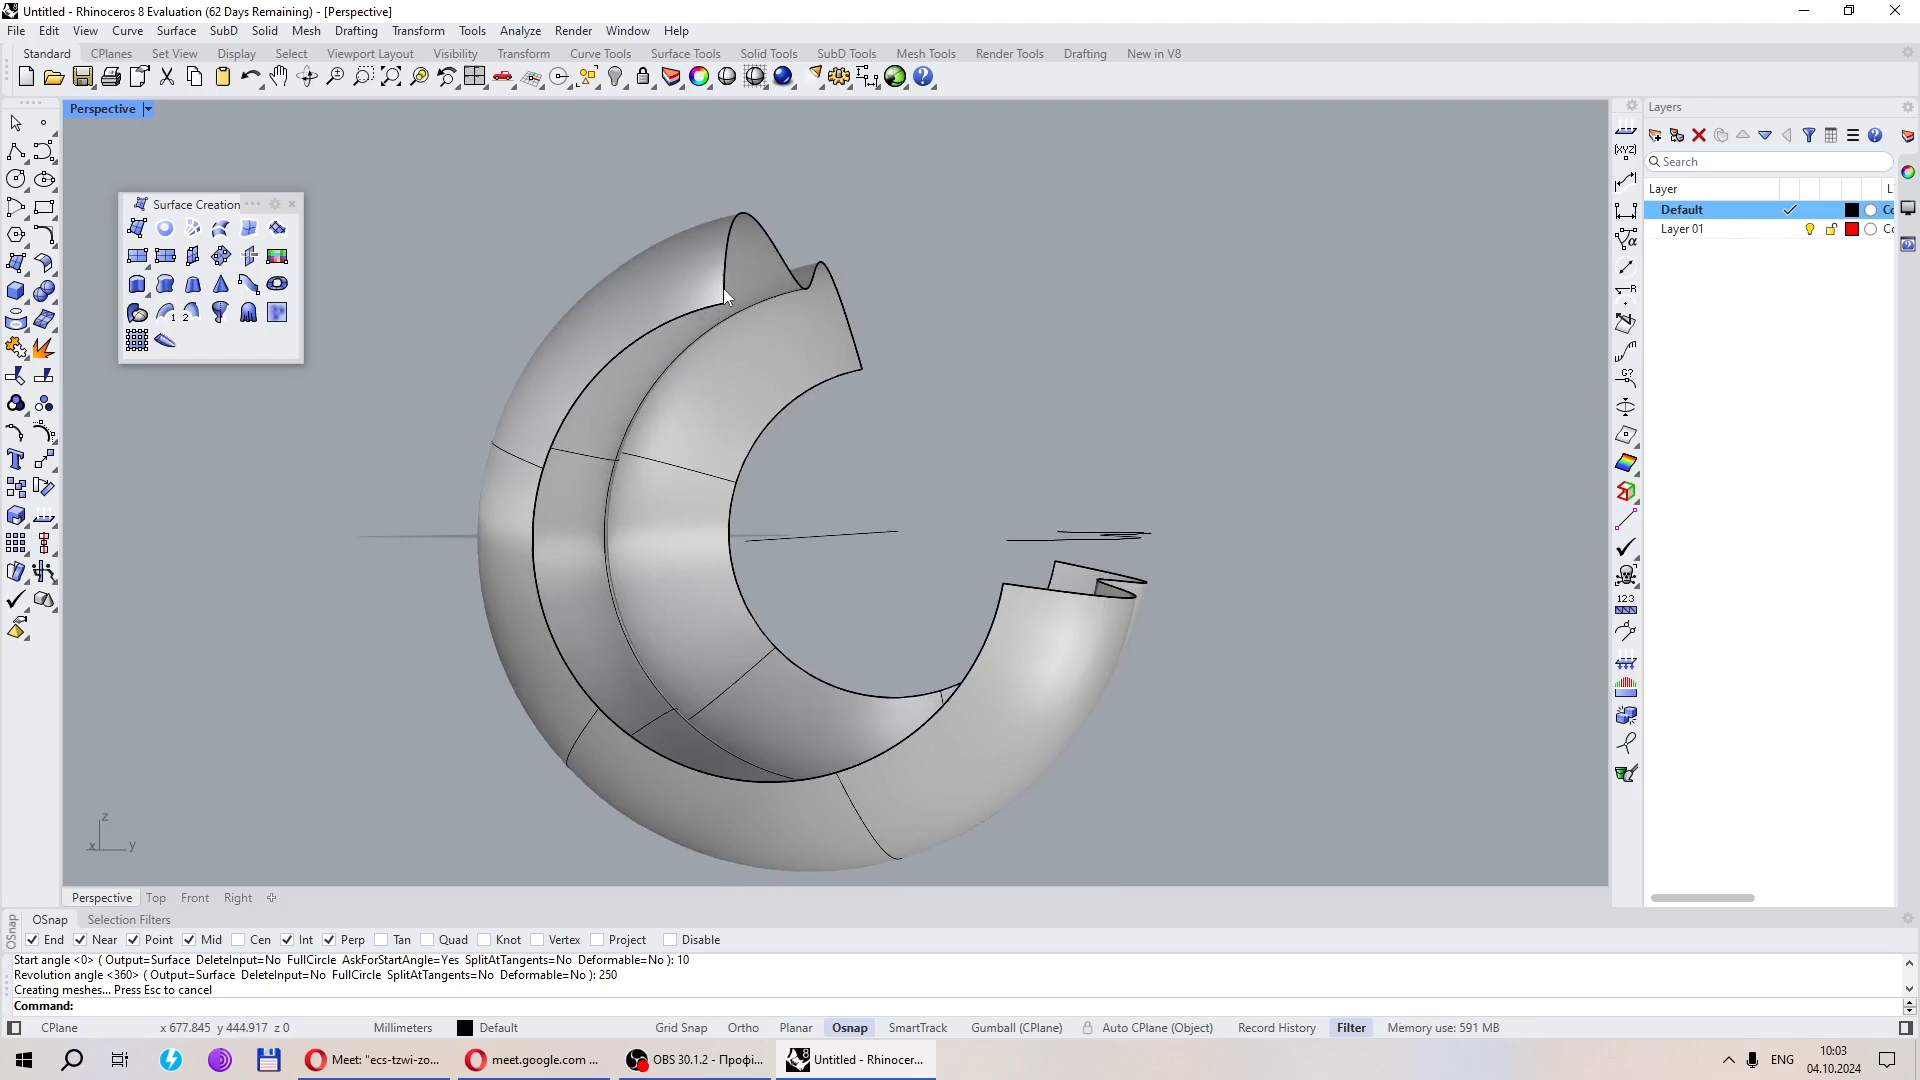 Untitled - Rhinoceros 8 Evaluation (62 Days Remaining) - [Perspective]
File Edit View Curve Surface SubD Solid Mesh Drafting Transform Tools Analyze Render Window Help
Standard CPlanes Set View Display Select Viewport Layout Visibility Transform Curve Tools Surface Tools Solid Tools SubD Tools Mesh Tools Render Tools Drafting New in V8
Perspective
Layers
Search
Layer L
Default Co
Layer 01 Co
Surface Creation
1 2
(XYZ)
R
G?
123
z
x y
Perspective Top Front Right
OSnap
OSnap Selection Filters
End Near Point Mid Cen Int Perp Tan Quad Knot Vertex Project Disable
Start angle <0> ( Output=Surface DeleteInput=No FullCircle AskForStartAngle=Yes SplitAtTangents=No Deformable=No ): 10
Revolution angle <360> ( Output=Surface DeleteInput=No FullCircle SplitAtTangents=No Deformable=No ): 250
Creating meshes... Press Esc to cancel
Command:
CPlane x 677.845 y 444.917 z 0 Millimeters Default Grid Snap Ortho Planar Osnap SmartTrack Gumball (CPlane) Auto CPlane (Object) Record History Filter Memory use: 591 MB
Meet: "ecs-tzwi-zo... meet.google.com ... OBS 30.1.2 - Профі... Untitled - Rhinocer... ENG 10:03
04.10.2024